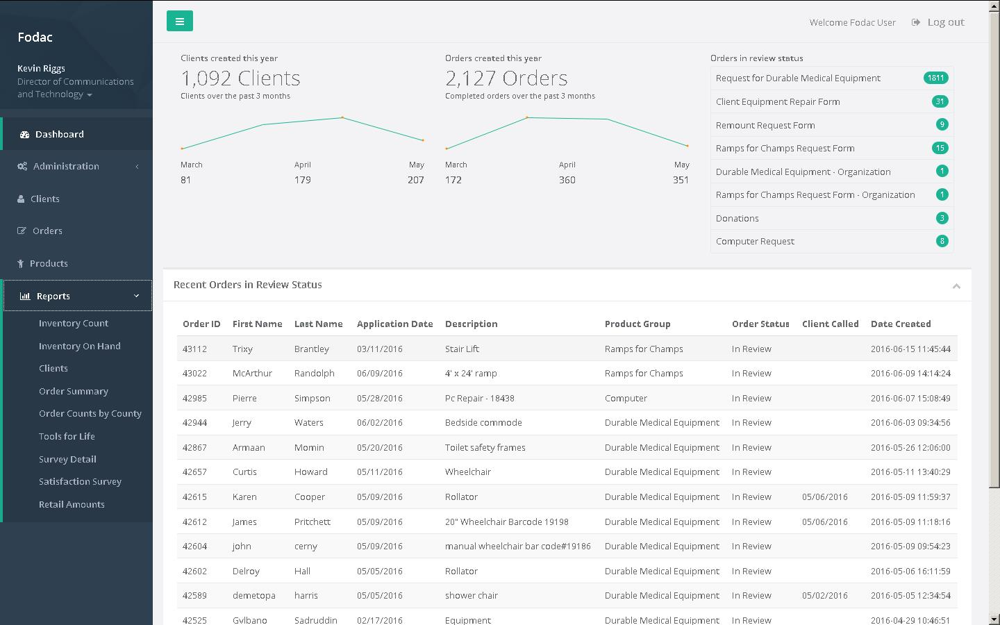 Fodac
Kevin Riggs
Director of Communications
and Technology
Dashboard
Administration
Clients
Orders
Products
Reports
Inventory Count
Inventory On Hand
Clients
Order Summary
Order Counts by County
Tools for Life
Survey Detail
Satisfaction Survey
Retail Amounts
Welcome Fodac User Log out
Clients created this year
1,092 Clients
Clients over the past 3 months
March April May
81 179 207
Orders created this year
2,127 Orders
Completed orders over the past 3 months
March April May
172 360 351
Orders in review status
Request for Durable Medical Equipment 1811
Client Equipment Repair Form 31
Remount Request Form 9
Ramps for Champs Request Form 15
Durable Medical Equipment - Organization 1
Ramps for Champs Request Form - Organization 1
Donations 3
Computer Request 8
Recent Orders in Review Status
Order ID First Name Last Name Application Date Description Product Group Order Status Client Called Date Created
43112 Trixy Brantley 03/11/2016 Stair Lift Ramps for Champs In Review 2016-06-15 11:45:44
43022 McArthur Randolph 06/09/2016 4' x 24' ramp Ramps for Champs In Review 2016-06-09 14:14:24
42985 Pierre Simpson 05/28/2016 Pc Repair - 18438 Computer In Review 2016-06-07 15:08:49
42944 Jerry Waters 06/02/2016 Bedside commode Durable Medical Equipment In Review 2016-06-03 09:34:56
42867 Armaan Momin 05/20/2016 Toilet safety frames Durable Medical Equipment In Review 2016-05-26 12:06:00
42657 Curtis Howard 05/11/2016 Wheelchair Durable Medical Equipment In Review 2016-05-11 13:40:29
42615 Karen Cooper 05/09/2016 Rollator Durable Medical Equipment In Review 05/06/2016 2016-05-09 11:59:37
42612 James Pritchett 05/09/2016 20" Wheelchair Barcode 19198 Durable Medical Equipment In Review 05/06/2016 2016-05-09 11:18:16
42604 john cerny 05/09/2016 manual wheelchair bar code#19186 Durable Medical Equipment In Review 2016-05-09 09:54:23
42602 Delroy Hall 05/05/2016 Rollator Durable Medical Equipment In Review 2016-05-06 16:11:59
42589 demetopa harris 05/05/2016 shower chair Durable Medical Equipment In Review 05/02/2016 2016-05-05 12:34:54
42525 Gylbano Sadruddin 02/17/2016 Equipment Durable Medical Equipment In Review 2016-04-29 10:46:51